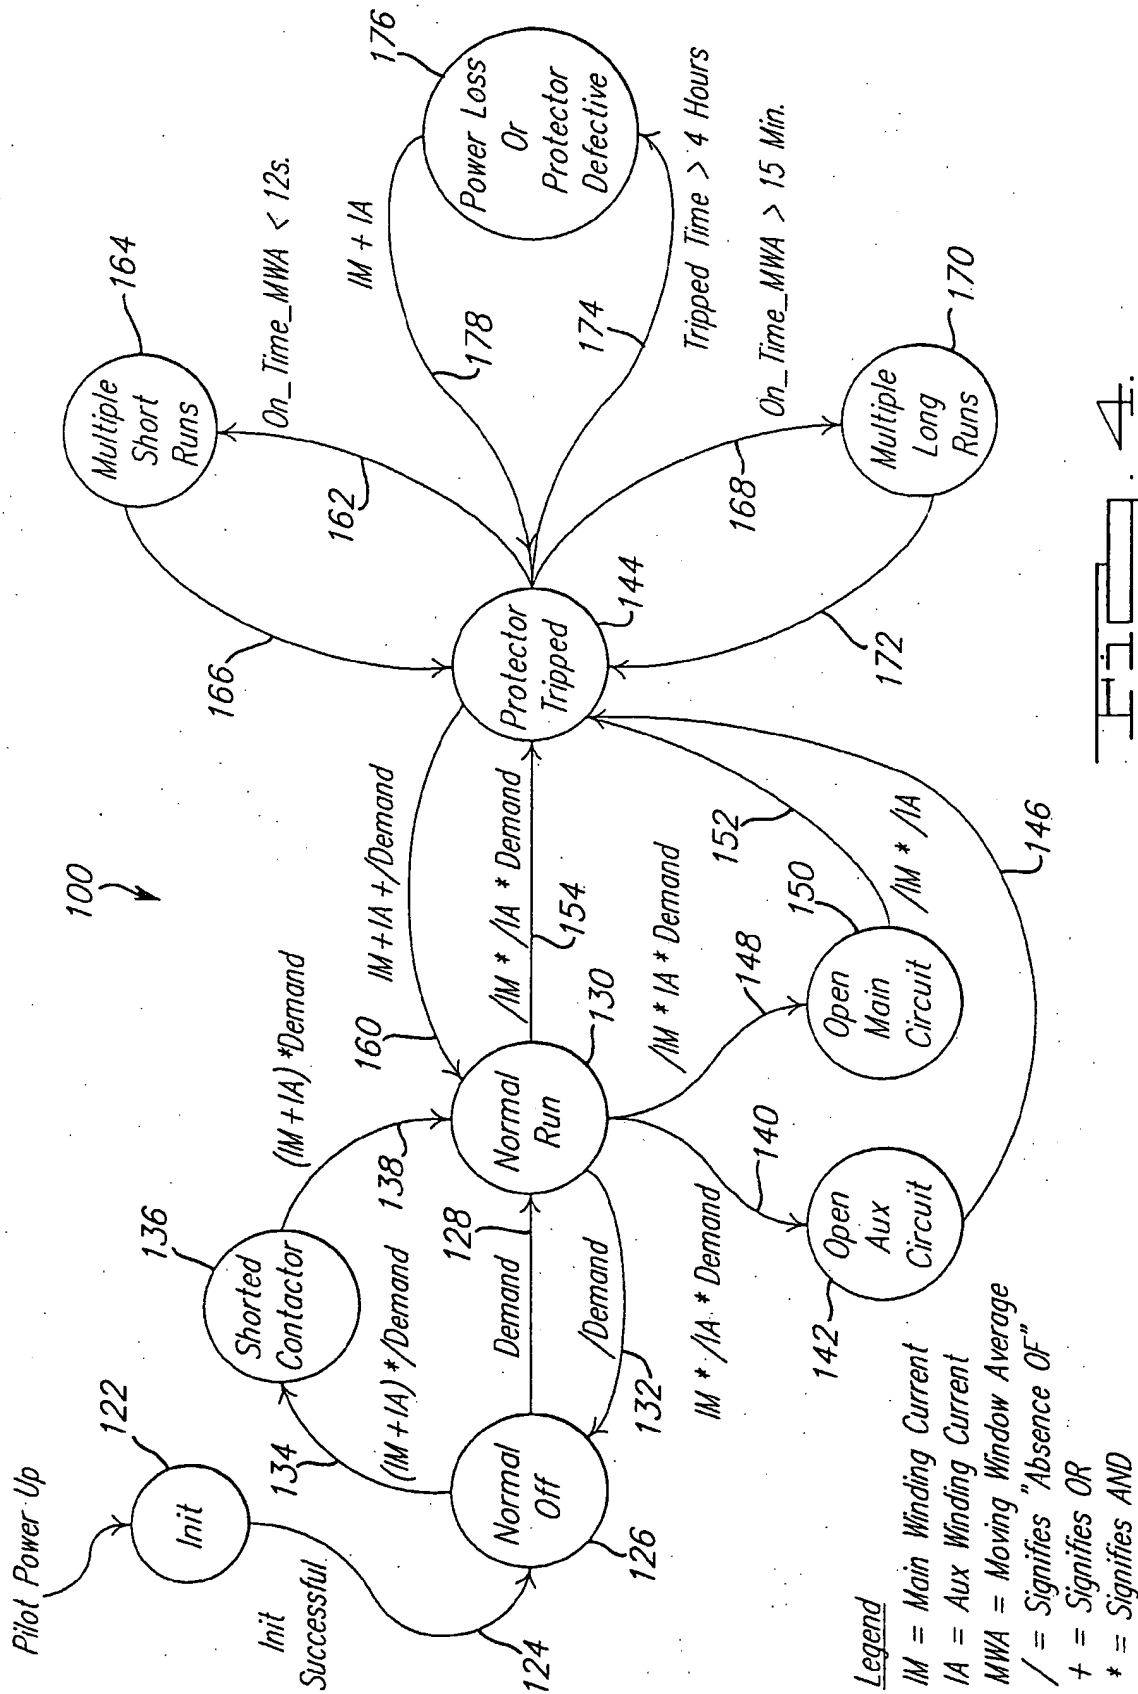 Pilot Power Up
122
Init
Init
Successful
124
100
136
Shorted
Contactor
134
(IM + IA) */Demand
138
(IM + IA) *Demand
Normal
Off
126
Demand
128
/Demand
132
Normal
Run
130
160
IM + IA + /Demand
/IM * /IA * Demand
154
IM * /IA * Demand
140
/IM * IA * Demand
148
Open
Aux
Circuit
142
Open
Main
Circuit
150
152
/IM * /IA
146
Protector
Tripped
144
166
162
On_Time_MWA < 12s.
Multiple
Short
Runs
164
IM + IA
178
174
Tripped Time > 4 Hours
Power Loss
Or
Protector
Defective
176
168
On_Time_MWA > 15 Min.
172
Multiple
Long
Runs
170
Legend
IM = Main Winding Current
IA = Aux Winding Current
MWA = Moving Window Average
/ = Signifies "Absence OF"
+ = Signifies OR
* = Signifies AND
FIG. 4.